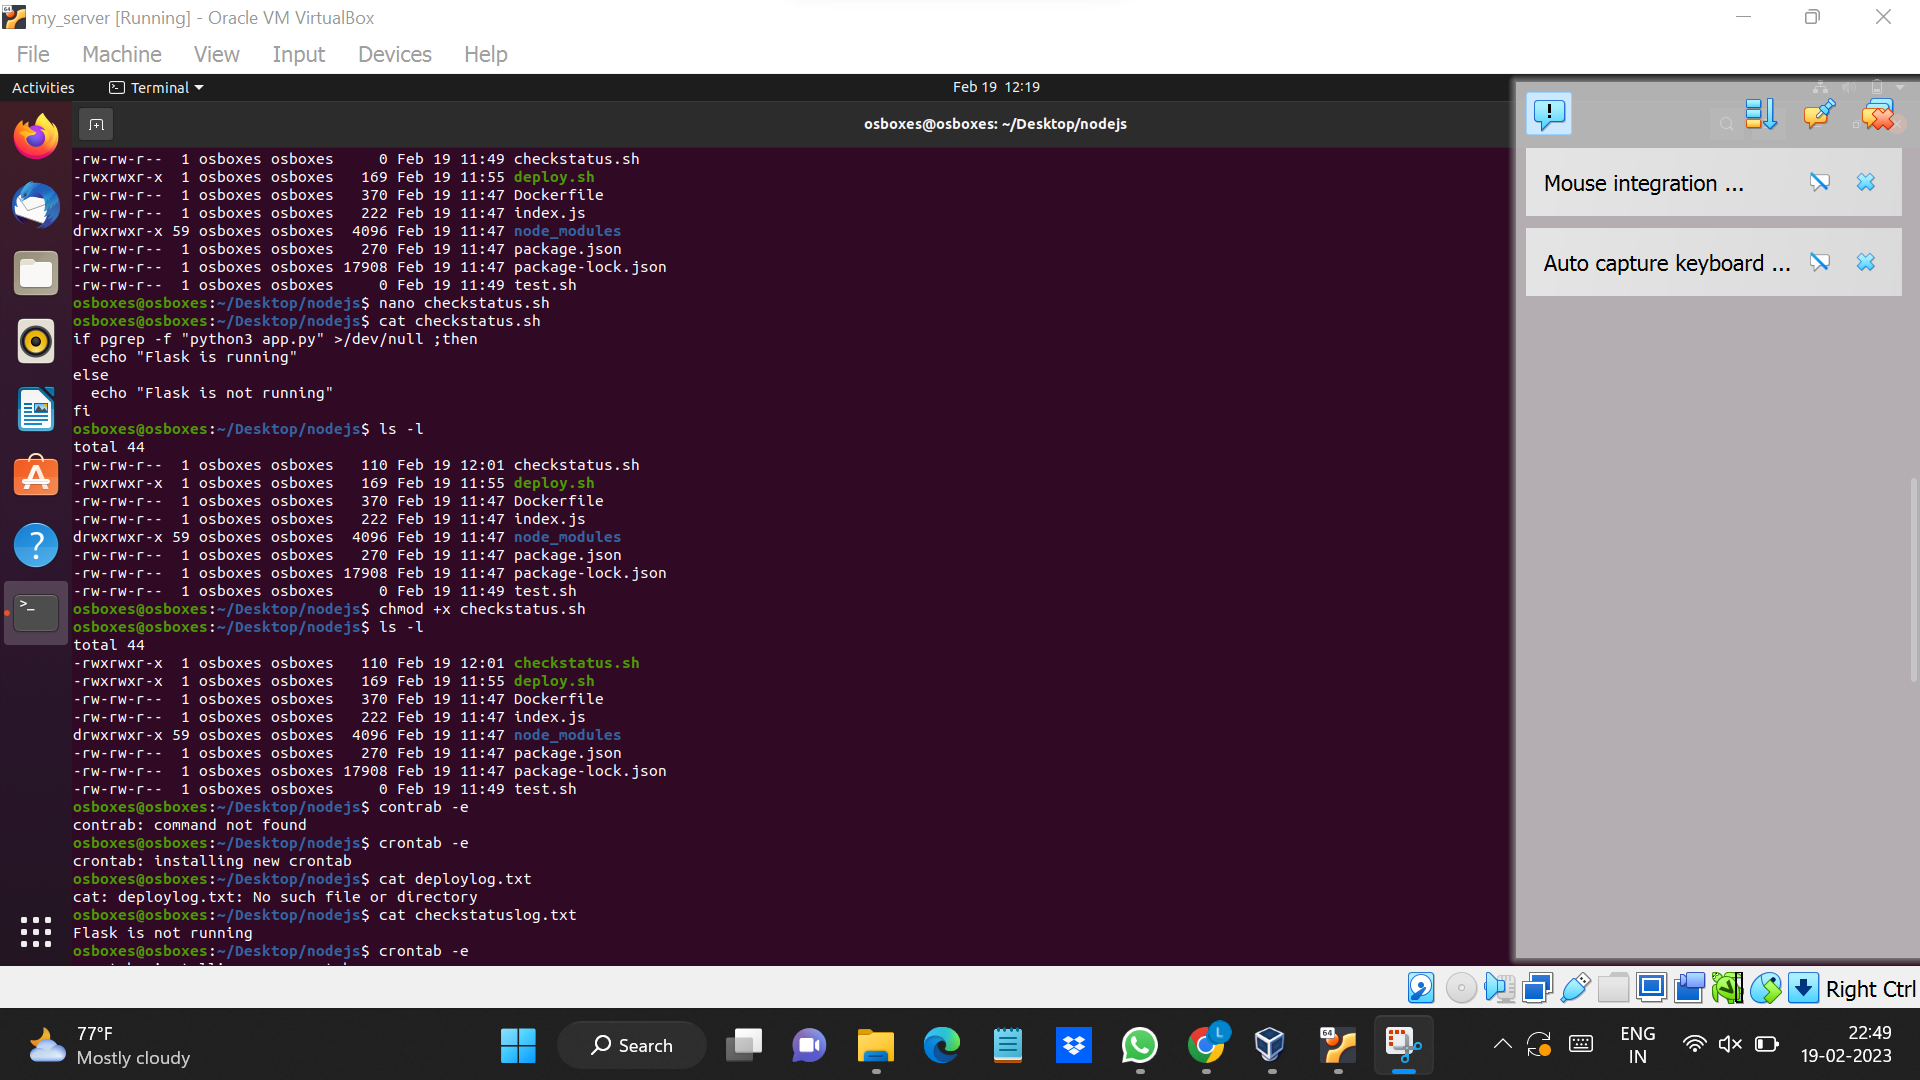 my_server [Running] - Oracle VM VirtualBox
File Machine View Input Devices Help
Activities Terminal Feb 19 12:19
osboxes@osboxes: ~/Desktop/nodejs
-rw-rw-r--  1 osboxes osboxes     0 Feb 19 11:49 checkstatus.sh
-rwxrwxr-x  1 osboxes osboxes   169 Feb 19 11:55 deploy.sh
-rw-rw-r--  1 osboxes osboxes   370 Feb 19 11:47 Dockerfile
-rw-rw-r--  1 osboxes osboxes   222 Feb 19 11:47 index.js
drwxrwxr-x 59 osboxes osboxes  4096 Feb 19 11:47 node_modules
-rw-rw-r--  1 osboxes osboxes   270 Feb 19 11:47 package.json
-rw-rw-r--  1 osboxes osboxes 17908 Feb 19 11:47 package-lock.json
-rw-rw-r--  1 osboxes osboxes     0 Feb 19 11:49 test.sh
osboxes@osboxes:~/Desktop/nodejs$ nano checkstatus.sh
osboxes@osboxes:~/Desktop/nodejs$ cat checkstatus.sh
if pgrep -f "python3 app.py" >/dev/null ;then
  echo "Flask is running"
else
  echo "Flask is not running"
fi
osboxes@osboxes:~/Desktop/nodejs$ ls -l
total 44
-rw-rw-r--  1 osboxes osboxes   110 Feb 19 12:01 checkstatus.sh
-rwxrwxr-x  1 osboxes osboxes   169 Feb 19 11:55 deploy.sh
-rw-rw-r--  1 osboxes osboxes   370 Feb 19 11:47 Dockerfile
-rw-rw-r--  1 osboxes osboxes   222 Feb 19 11:47 index.js
drwxrwxr-x 59 osboxes osboxes  4096 Feb 19 11:47 node_modules
-rw-rw-r--  1 osboxes osboxes   270 Feb 19 11:47 package.json
-rw-rw-r--  1 osboxes osboxes 17908 Feb 19 11:47 package-lock.json
-rw-rw-r--  1 osboxes osboxes     0 Feb 19 11:49 test.sh
osboxes@osboxes:~/Desktop/nodejs$ chmod +x checkstatus.sh
osboxes@osboxes:~/Desktop/nodejs$ ls -l
total 44
-rwxrwxr-x  1 osboxes osboxes   110 Feb 19 12:01 checkstatus.sh
-rwxrwxr-x  1 osboxes osboxes   169 Feb 19 11:55 deploy.sh
-rw-rw-r--  1 osboxes osboxes   370 Feb 19 11:47 Dockerfile
-rw-rw-r--  1 osboxes osboxes   222 Feb 19 11:47 index.js
drwxrwxr-x 59 osboxes osboxes  4096 Feb 19 11:47 node_modules
-rw-rw-r--  1 osboxes osboxes   270 Feb 19 11:47 package.json
-rw-rw-r--  1 osboxes osboxes 17908 Feb 19 11:47 package-lock.json
-rw-rw-r--  1 osboxes osboxes     0 Feb 19 11:49 test.sh
osboxes@osboxes:~/Desktop/nodejs$ contrab -e
contrab: command not found
osboxes@osboxes:~/Desktop/nodejs$ crontab -e
crontab: installing new crontab
osboxes@osboxes:~/Desktop/nodejs$ cat deploylog.txt
cat: deploylog.txt: No such file or directory
osboxes@osboxes:~/Desktop/nodejs$ cat checkstatuslog.txt
Flask is not running
osboxes@osboxes:~/Desktop/nodejs$ crontab -e
Mouse integration ...
Auto capture keyboard ...
Right Ctrl
77°F
Mostly cloudy
Search
L
64
ENG
IN
22:49
19-02-2023